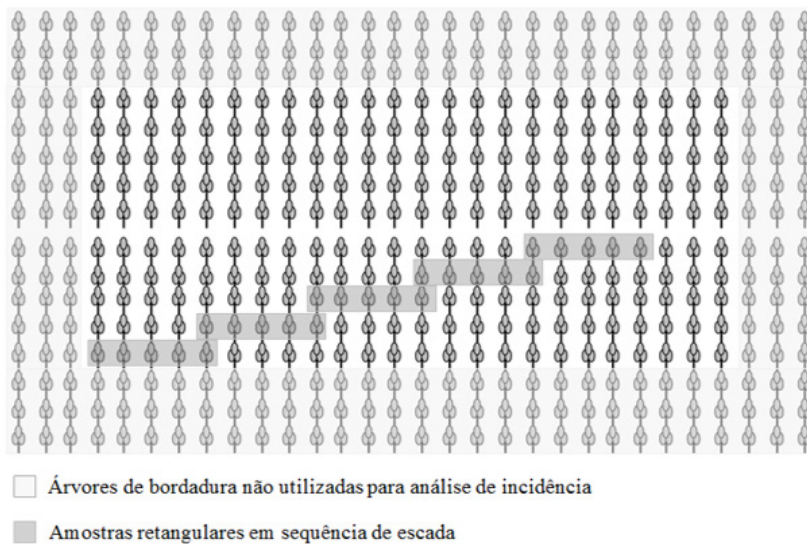 Árvores de bordadura não utilizadas para análise de incidência
Amostras retangulares em sequência de escada